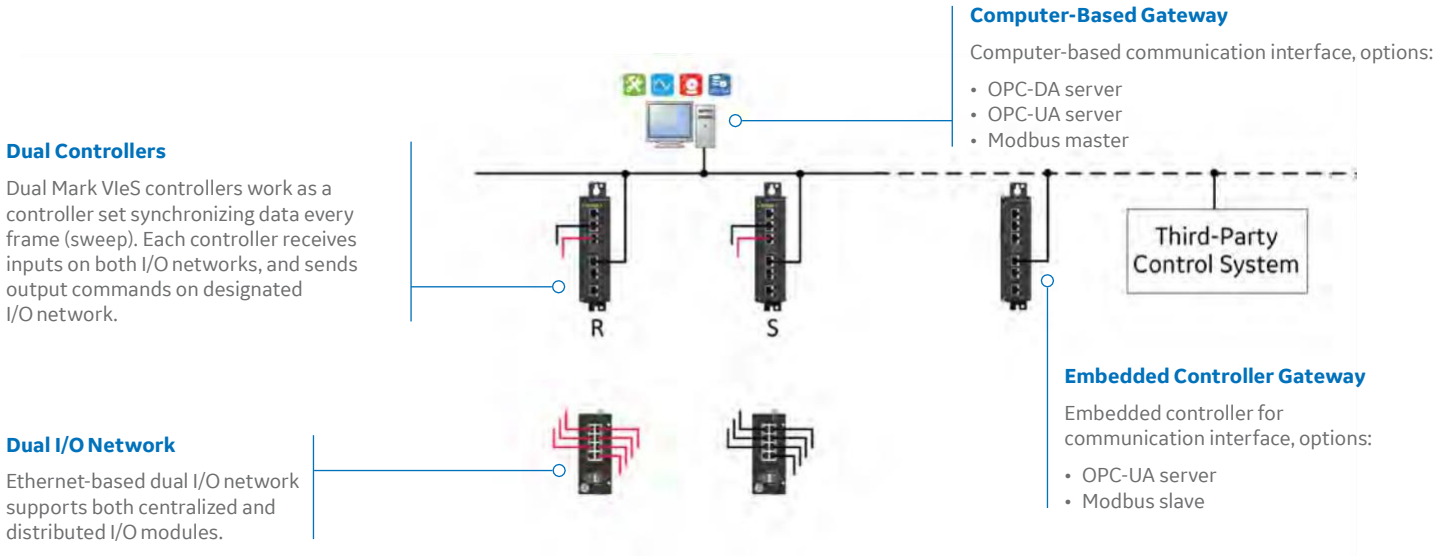 Computer-Based Gateway
Computer-based communication interface, options:
• OPC-DA server
• OPC-UA server
• Modbus master
Dual Controllers
Dual Mark VIeS controllers work as a
controller set synchronizing data every
frame (sweep). Each controller receives
inputs on both I/O networks, and sends
output commands on designated
I/O network.
Third-Party
Control System
R
S
Embedded Controller Gateway
Embedded controller for
communication interface, options:
• OPC-UA server
• Modbus slave
Dual I/O Network
Ethernet-based dual I/O network
supports both centralized and
distributed I/O modules.